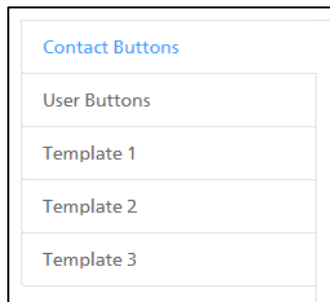 Contact Buttons
User Buttons
Template 1
Template 2
Template 3